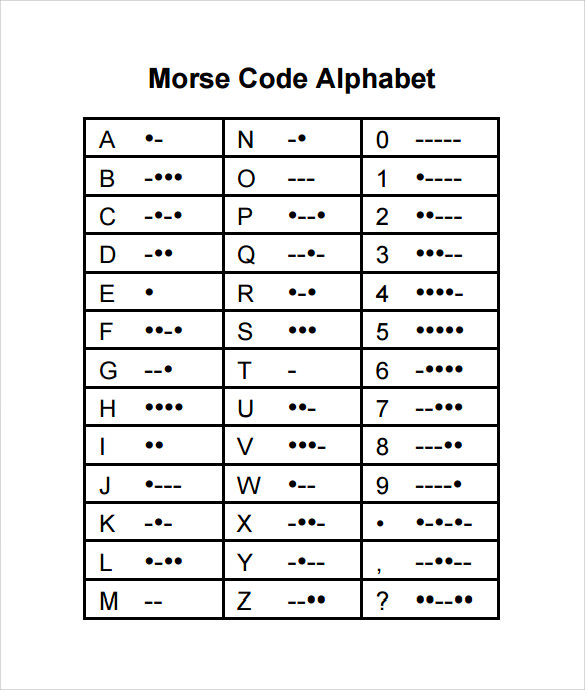 Morse Code Alphabet
A •- N -• 0 -----
B -••• O --- 1 •----
C -•-• P •--• 2 ••---
D -•• Q --•- 3 •••--
E • R •-• 4 ••••-
F ••-• S ••• 5 •••••
G --• T - 6 -••••
H •••• U ••- 7 --•••
I •• V •••- 8 ---••
J •--- W •-- 9 ----•
K -•- X -••- • •-•-•-
L •-•• Y -•-- , --••--
M -- Z --•• ? ••--••